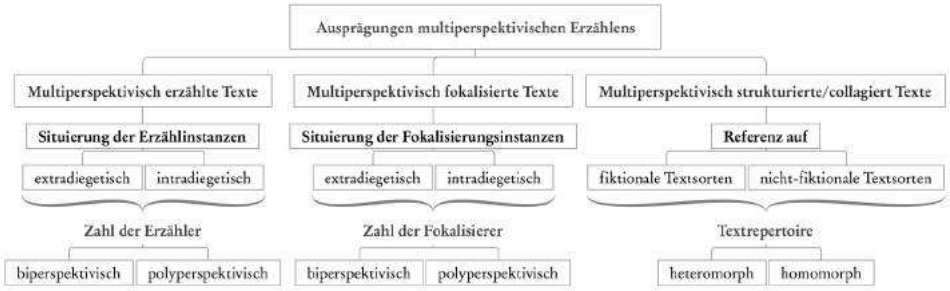 Ausprägungen multiperspektivischen Erzählens
Multiperspektivisch erzählte Texte
Multiperspektivisch fokalisierte Texte
Multiperspektivisch strukturierte/collagiert Texte
Situierung der Erzählinstanzen
Situierung der Fokalisierungsinstanzen
Referenz auf
extradiegetisch
intradiegetisch
extradiegetisch
intradiegetisch
fiktionale Textsorten
nicht-fiktionale Textsorten
Zahl der Erzähler
Zahl der Fokalisierer
Textrepertoire
biperspektivisch
polyperspektivisch
biperspektivisch
polyperspektivisch
heteromorph
homomorph